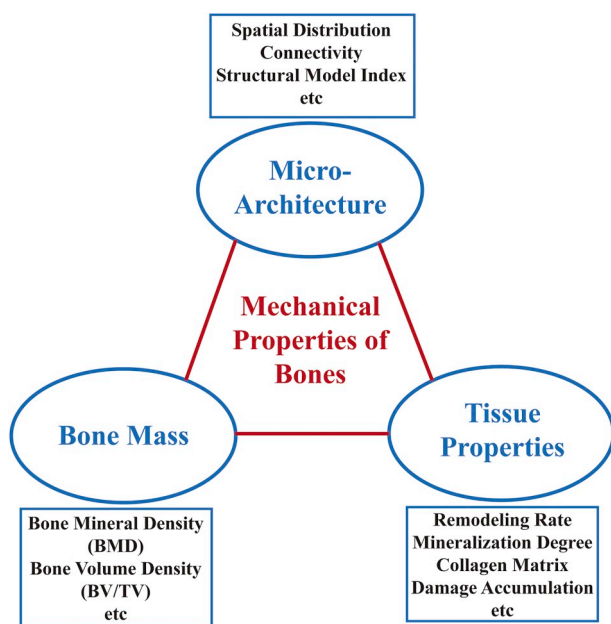 Spatial Distribution
Connectivity
Structural Model Index
etc
Micro-
Architecture
Mechanical
Properties of
Bones
Bone Mass
Tissue
Properties
Bone Mineral Density
(BMD)
Bone Volume Density
(BV/TV)
etc
Remodeling Rate
Mineralization Degree
Collagen Matrix
Damage Accumulation
etc